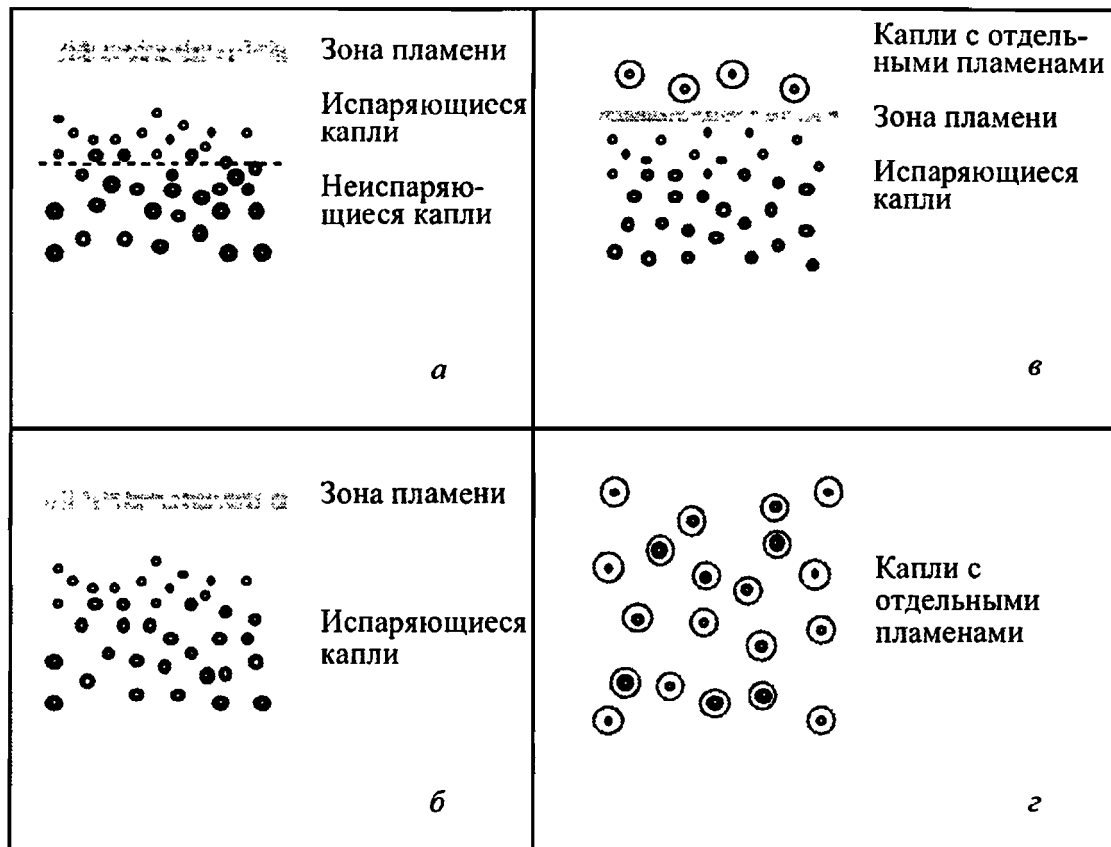 Зона пламени
Испаряющиеся
капли
Неиспаряю-
щиеся капли
а
Капли с отдель-
ными пламенами
Зона пламени
Испаряющиеся
капли
в
Зона пламени
Испаряющиеся
капли
б
Капли с
отдельными
пламенами
г